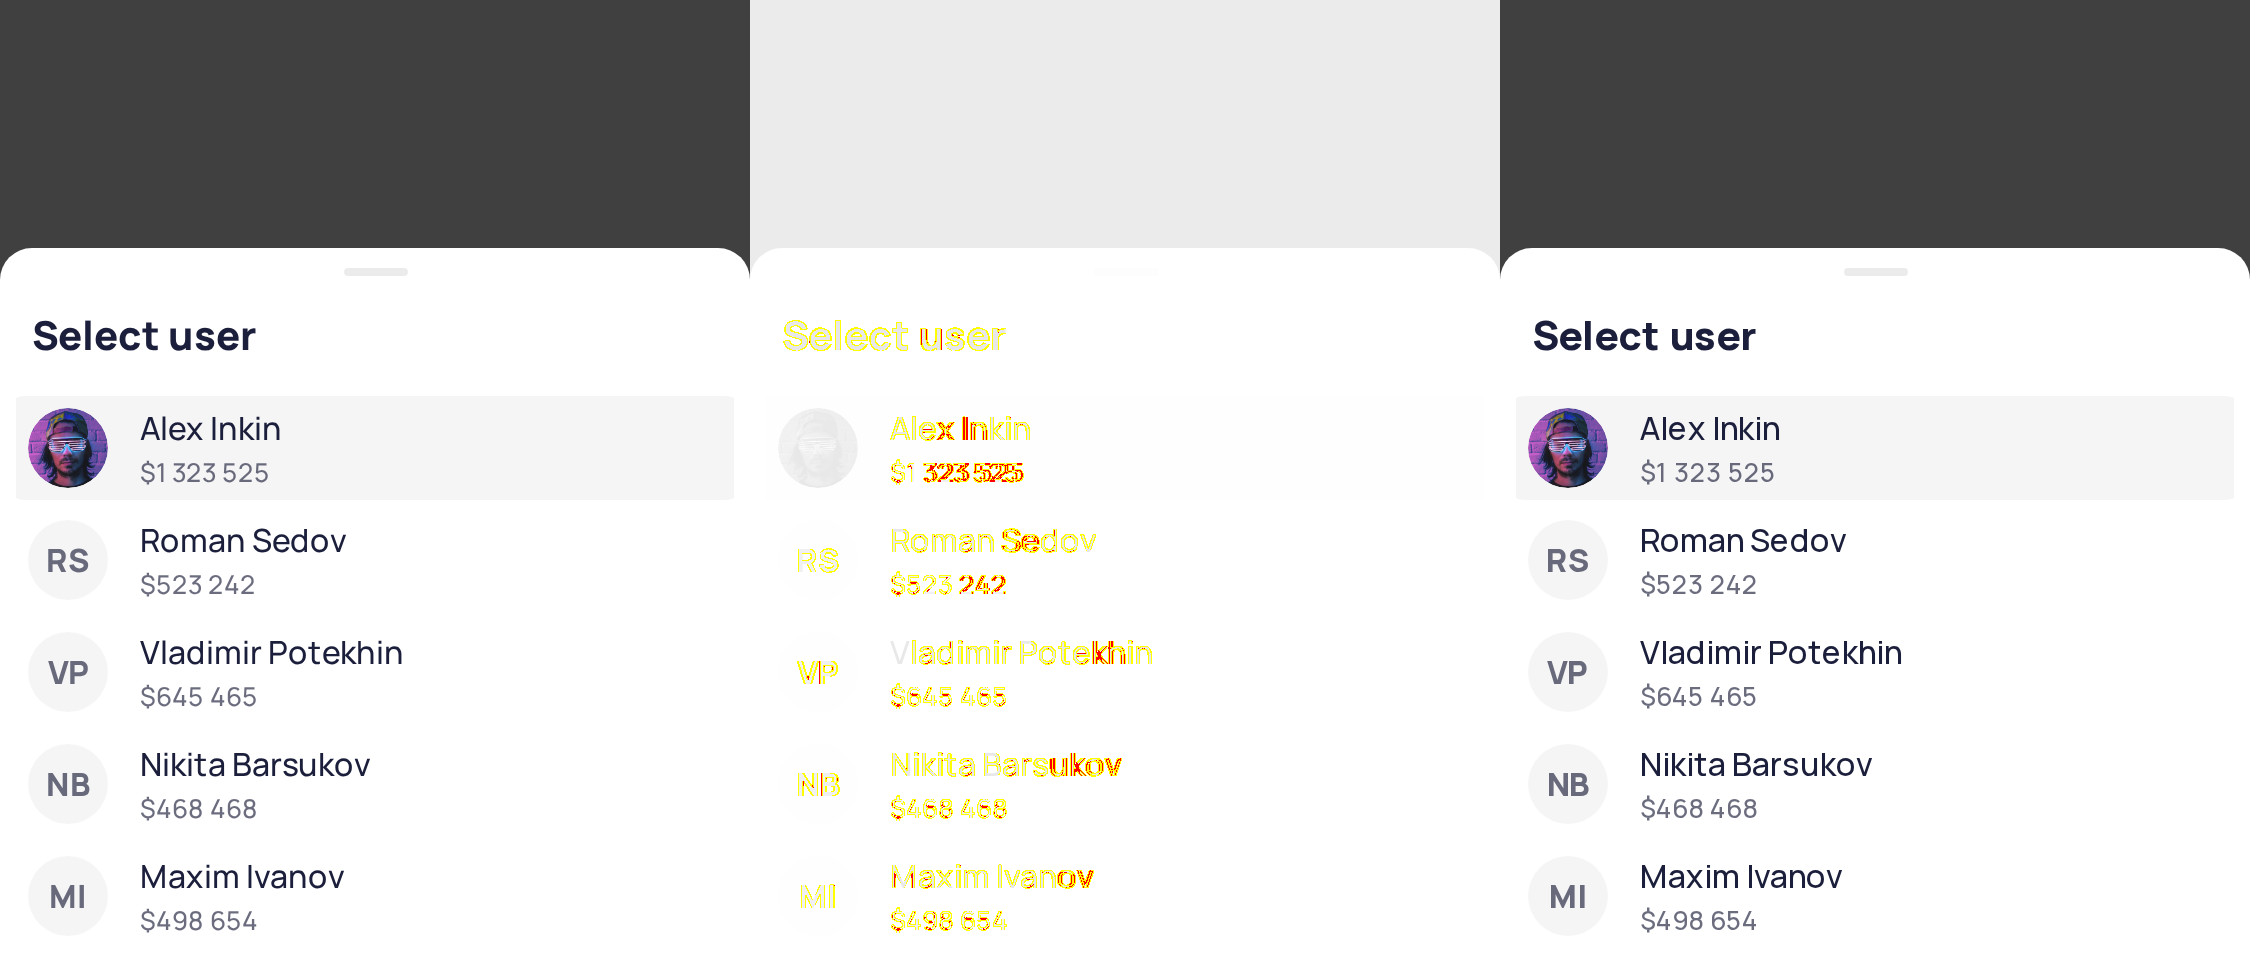 Select user
Alex Inkin
$1 323 525
RS
Roman Sedov
$523 242
VP
Vladimir Potekhin
$645 465
NB
Nikita Barsukov
$468 468
MI
Maxim Ivanov
$498 654
Select user
Alex Inkin
$1 323 525
RS
Roman Sedov
$523 242
VP
Vladimir Potekhin
$645 465
NB
Nikita Barsukov
$468 468
MI
Maxim Ivanov
$498 654
Select user
Alex Inkin
$1 323 525
RS
Roman Sedov
$523 242
VP
Vladimir Potekhin
$645 465
NB
Nikita Barsukov
$468 468
MI
Maxim Ivanov
$498 654